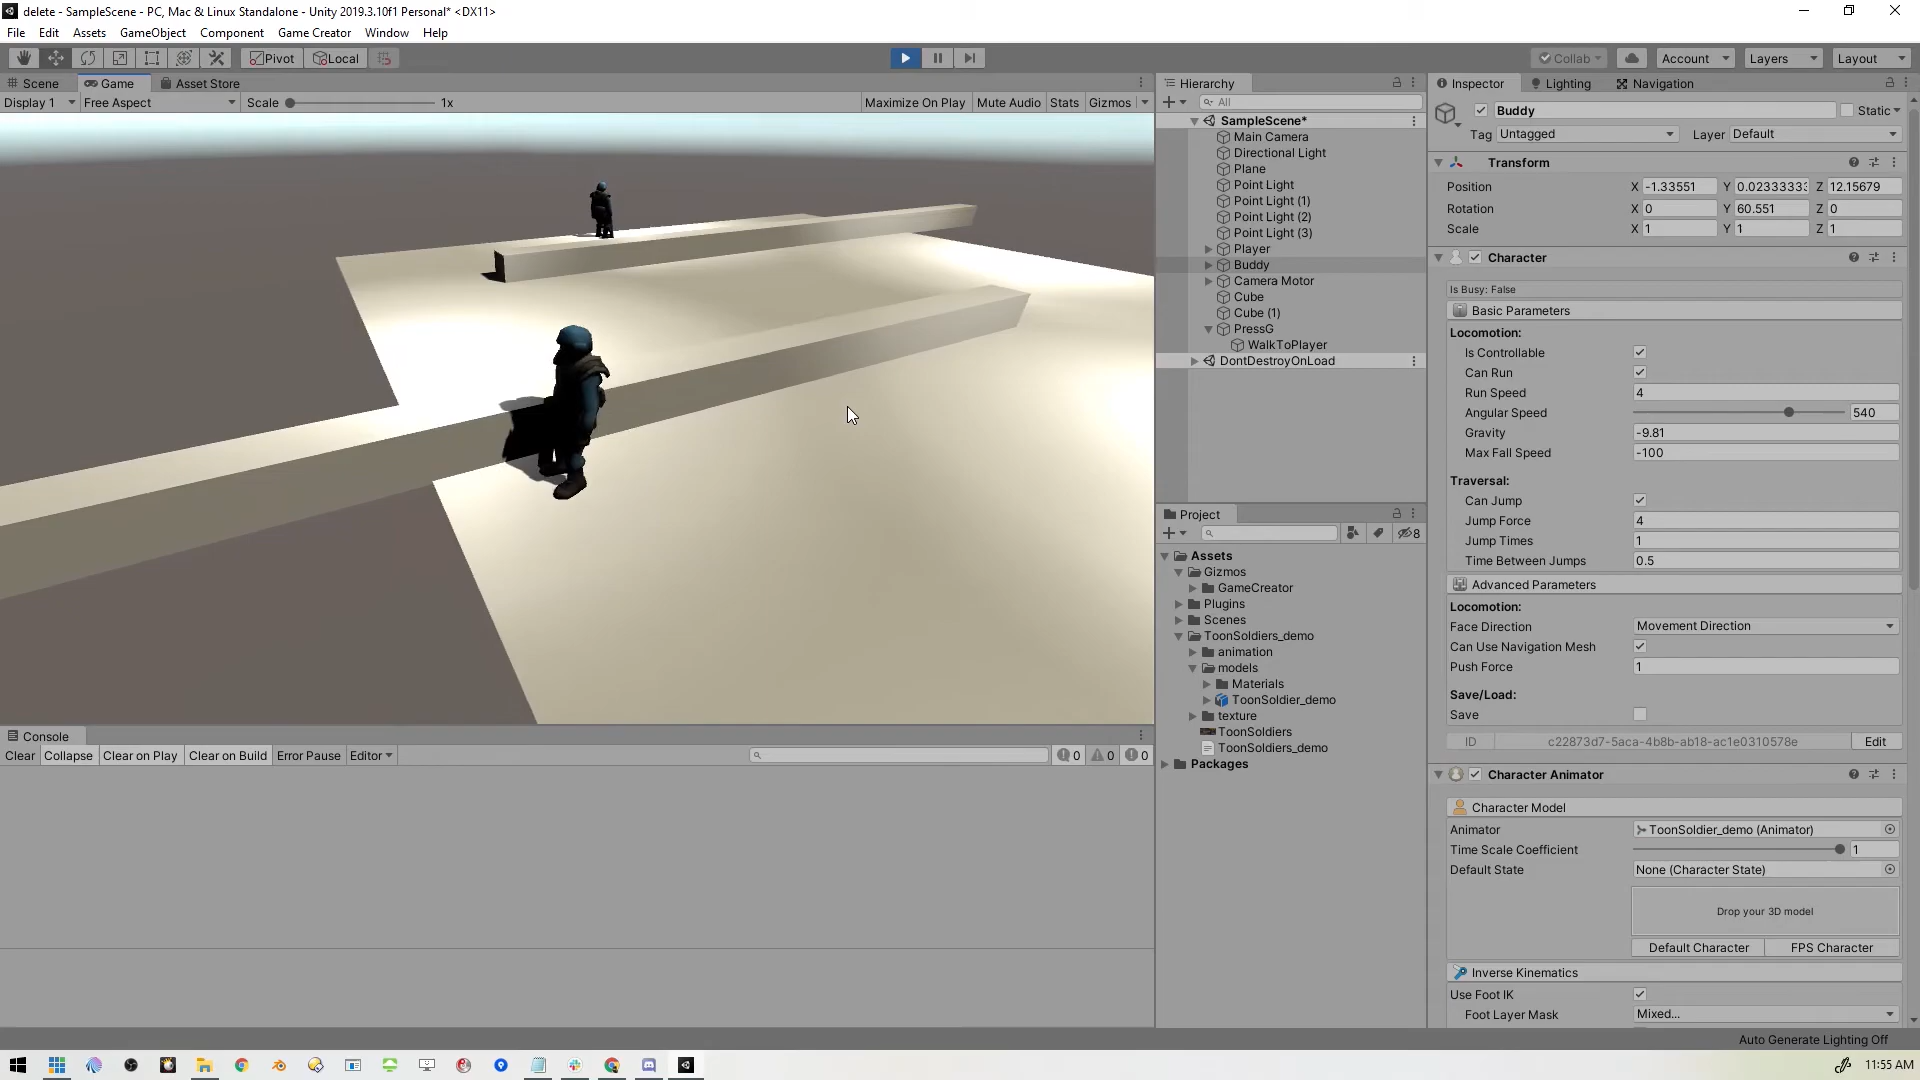 delete - SampleScene - PC, Mac & Linux Standalone - Unity 2019.3.10f1 Personal* <DX11>
File Edit Assets GameObject Component Game Creator Window Help
Pivot Local Collab Account Layers Layout
Scene Game Asset Store
Display 1 Free Aspect Scale 1x Maximize On Play Mute Audio Stats Gizmos
Hierarchy
All
SampleScene*
Main Camera
Directional Light
Plane
Point Light
Point Light (1)
Point Light (2)
Point Light (3)
Player
Buddy
Camera Motor
Cube
Cube (1)
PressG
WalkToPlayer
DontDestroyOnLoad
Project
8
Assets
Gizmos
GameCreator
Plugins
Scenes
ToonSoldiers_demo
animation
models
Materials
ToonSoldier_demo
texture
ToonSoldiers
ToonSoldiers_demo
Packages
Inspector Lighting Navigation
Buddy Static
Tag Untagged Layer Default
Transform
Position X -1.33551 Y 0.02333333 Z 12.15679
Rotation X 0 Y 60.551 Z 0
Scale X 1 Y 1 Z 1
Character
Is Busy: False
Basic Parameters
Locomotion:
Is Controllable
Can Run
Run Speed 4
Angular Speed 540
Gravity -9.81
Max Fall Speed -100
Traversal:
Can Jump
Jump Force 4
Jump Times 1
Time Between Jumps 0.5
Advanced Parameters
Locomotion:
Face Direction Movement Direction
Can Use Navigation Mesh
Push Force 1
Save/Load:
Save
ID c22873d7-5aca-4b8b-ab18-ac1e0310578e Edit
Character Animator
Character Model
Animator ToonSoldier_demo (Animator)
Time Scale Coefficient 1
Default State None (Character State)
Drop your 3D model
Default Character FPS Character
Inverse Kinematics
Use Foot IK
Foot Layer Mask Mixed...
Console
Clear Collapse Clear on Play Clear on Build Error Pause Editor 0 0 0
Auto Generate Lighting Off
11:55 AM